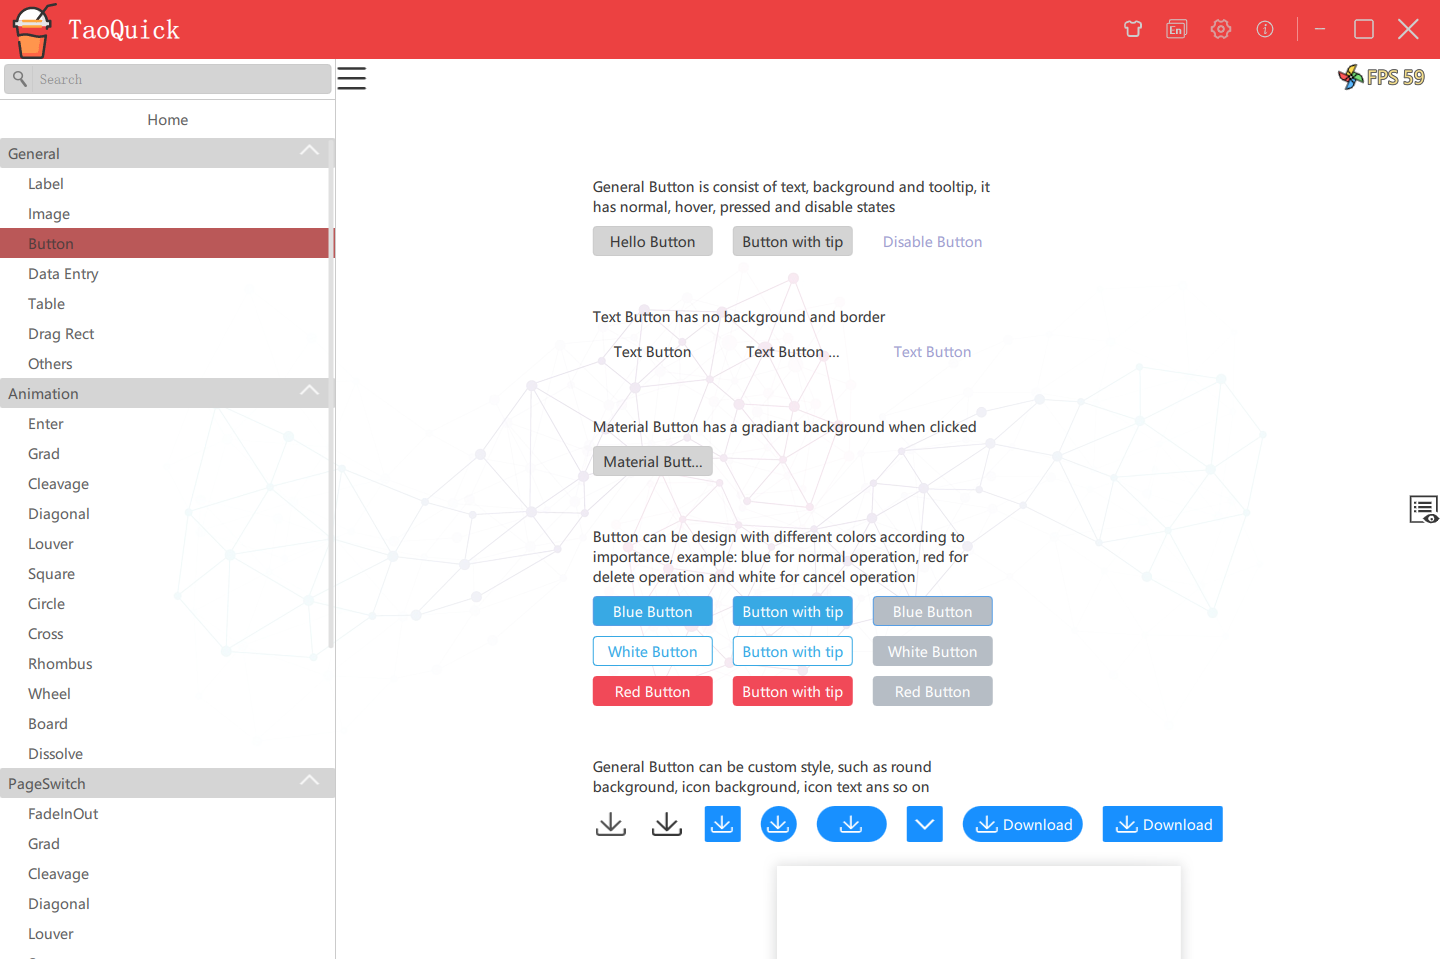 TaoQuick
En
Search
FPS 59
Home
General
Label
Image
Button
Data Entry
Table
Drag Rect
Others
Animation
Enter
Grad
Cleavage
Diagonal
Louver
Square
Circle
Cross
Rhombus
Wheel
Board
Dissolve
PageSwitch
FadeInOut
Grad
Cleavage
Diagonal
Louver
General Button is consist of text, background and tooltip, it
has normal, hover, pressed and disable states
Hello Button Button with tip Disable Button
Text Button has no background and border
Text Button Text Button ... Text Button
Material Button has a gradiant background when clicked
Material Butt...
Button can be design with different colors according to
importance, example: blue for normal operation, red for
delete operation and white for cancel operation
Blue Button Button with tip Blue Button
White Button Button with tip White Button
Red Button Button with tip Red Button
General Button can be custom style, such as round
background, icon background, icon text ans so on
Download Download